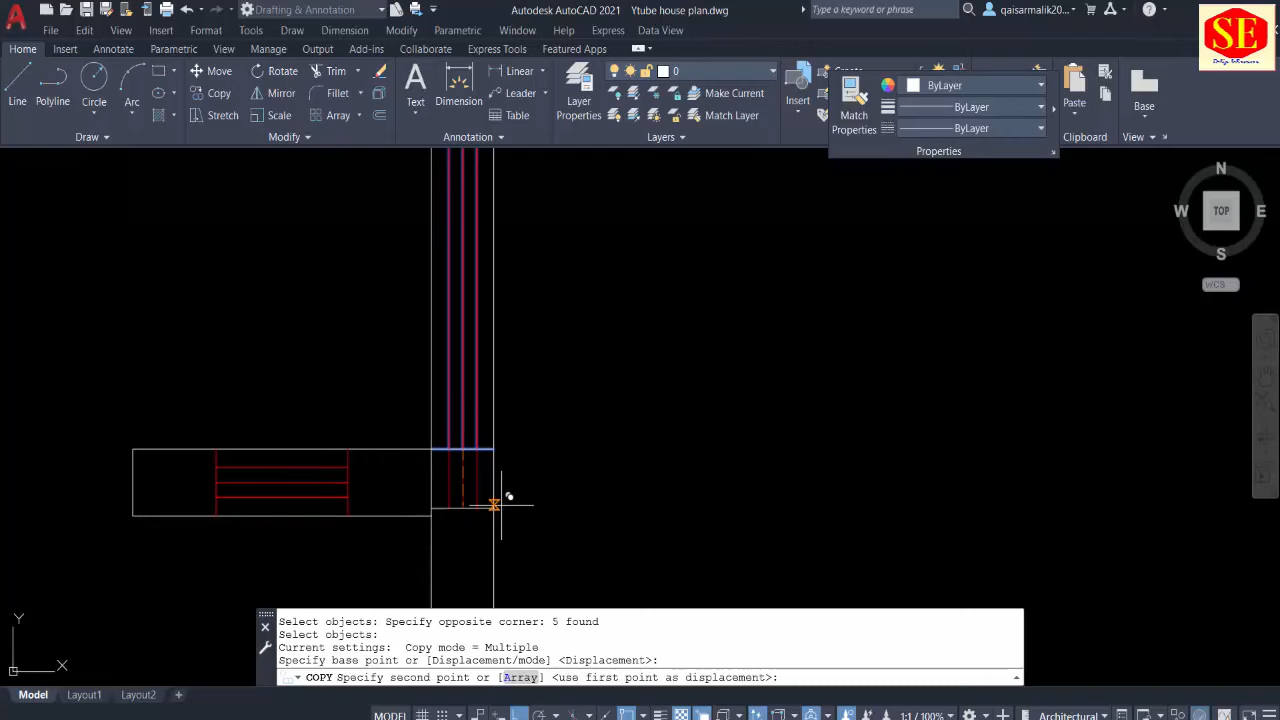 Drafting & Annotation
Autodesk AutoCAD 2021 Ytube house plan.dwg
Type a keyword or phrase
qaisarmalik20...
SE
File Edit View Insert Format Tools Draw Dimension Modify Parametric Window Express Data View
Home Insert Annotate Parametric View Manage Output Add-ins Collaborate Express Tools Featured Apps
Line Polyline Circle Arc
Move Rotate Trim
Copy Mirror Fillet
Stretch Scale Array
Text Dimension
Linear
Leader
Table
Layer
Properties
0
Make Current
Match Layer
Insert
Match
Properties
ByLayer
ByLayer
ByLayer
Paste
Base
Draw Modify Annotation Layers Properties Clipboard View
N
W TOP E
S
WCS
Y
X
Select objects: Specify opposite corner: 5 found
Select objects:
Current settings: Copy mode = Multiple
Specify base point or [Displacement/mOde] <Displacement>:
COPY Specify second point or [Array] <use first point as displacement>:
Model Layout1 Layout2 +
MODEL 1:1 / 100% Architectural